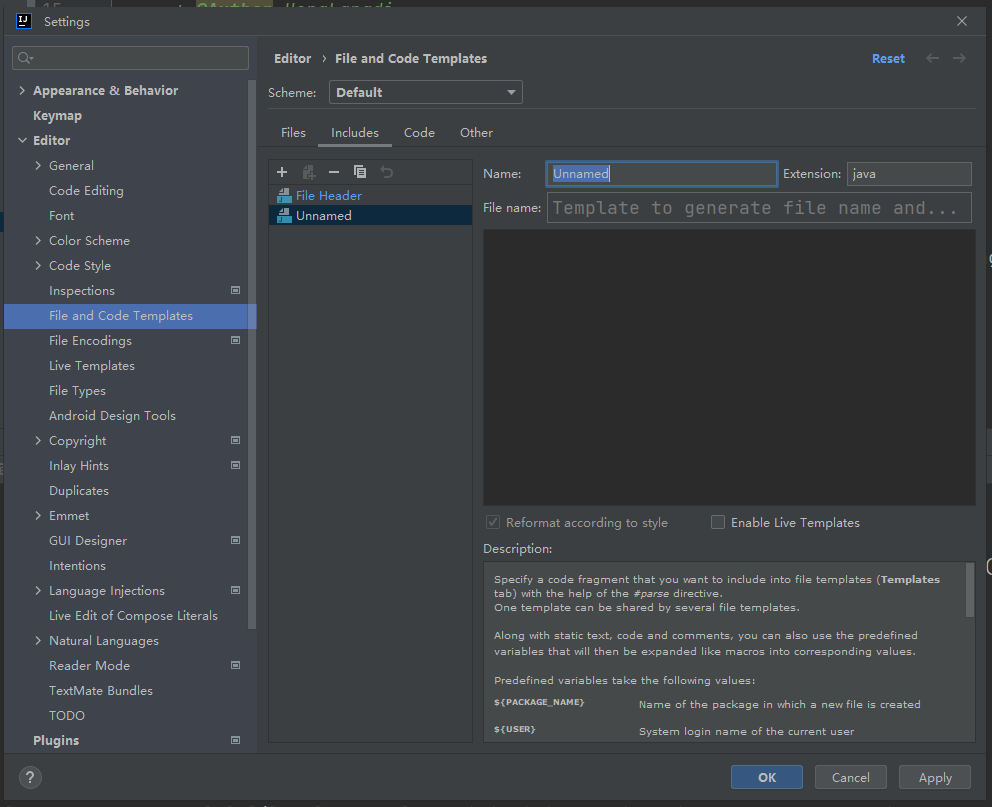 15
@Author
Settings
Editor › File and Code Templates
Reset
Scheme:
Default
Files
Includes
Code
Other
Appearance & Behavior
Keymap
Editor
General
Code Editing
Font
Color Scheme
Code Style
Inspections
File and Code Templates
File Encodings
Live Templates
File Types
Android Design Tools
Copyright
Inlay Hints
Duplicates
Emmet
GUI Designer
Intentions
Language Injections
Live Edit of Compose Literals
Natural Languages
Reader Mode
TextMate Bundles
TODO
Plugins
File Header
Unnamed
Name:
Unnamed
Extension:
java
File name:
Template to generate file name and...
Reformat according to style
Enable Live Templates
Description:
Specify a code fragment that you want to include into file templates (Templates
tab) with the help of the #parse directive.
One template can be shared by several file templates.
Along with static text, code and comments, you can also use the predefined
variables that will then be expanded like macros into corresponding values.
Predefined variables take the following values:
${PACKAGE_NAME} Name of the package in which a new file is created
${USER} System login name of the current user
?
OK
Cancel
Apply